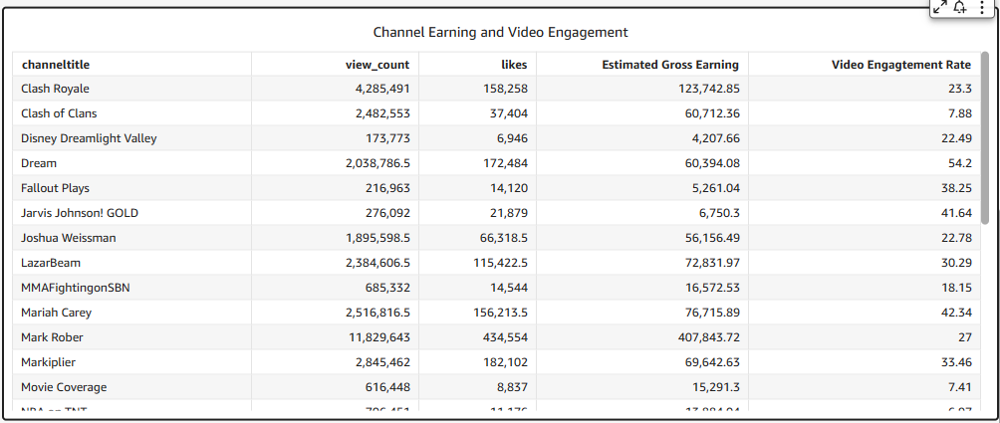 Channel Earning and Video Engagement
channeltitle view_count likes Estimated Gross Earning Video Engagtement Rate
Clash Royale 4,285,491 158,258 123,742.85 23.3
Clash of Clans 2,482,553 37,404 60,712.36 7.88
Disney Dreamlight Valley 173,773 6,946 4,207.66 22.49
Dream 2,038,786.5 172,484 60,394.08 54.2
Fallout Plays 216,963 14,120 5,261.04 38.25
Jarvis Johnson! GOLD 276,092 21,879 6,750.3 41.64
Joshua Weissman 1,895,598.5 66,318.5 56,156.49 22.78
LazarBeam 2,384,606.5 115,422.5 72,831.97 30.29
MMAFightingonSBN 685,332 14,544 16,572.53 18.15
Mariah Carey 2,516,816.5 156,213.5 76,715.89 42.34
Mark Rober 11,829,643 434,554 407,843.72 27
Markiplier 2,845,462 182,102 69,642.63 33.46
Movie Coverage 616,448 8,837 15,291.3 7.41
NBA on TNT